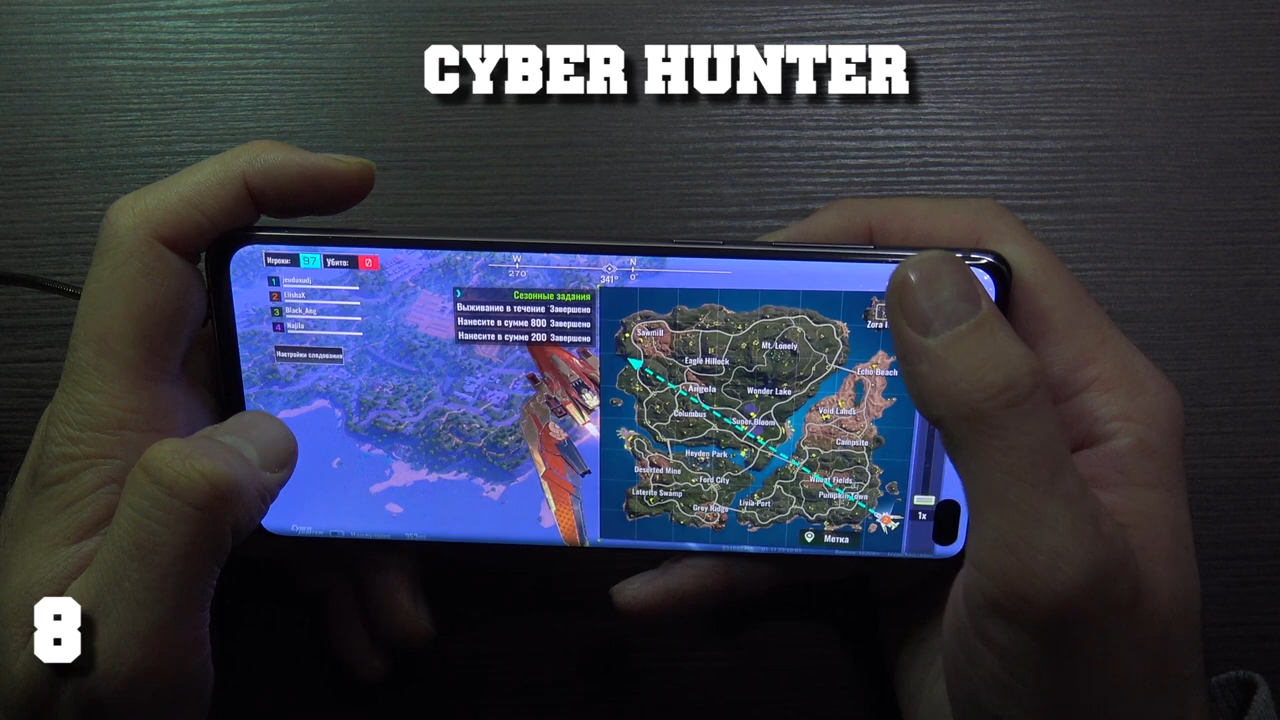 CYBER HUNTER
Игроки: 97 Убито: 0
1 jeuduxudj
2 LiishaX
3 Black_Ang
4 Najila
Настройки следования
W
270
341°
N
0°
Сезонные задания
Выживание в течение Завершено
Нанесите в сумме 800 Завершено
Нанесите в сумме 200 Завершено
Sawmill
Mt. Lonely
Zora
Eagle Hillock
Echo Beach
Angela
Wonder Lake
Columbus
Super Bloom
Void Lands
Campsite
Heyden Park
Deserted Mine
Ford City
Wheat Fields
Laterite Swamp
Pumpkin Town
Grey Ridge
Livia Port
1x
Метка
8